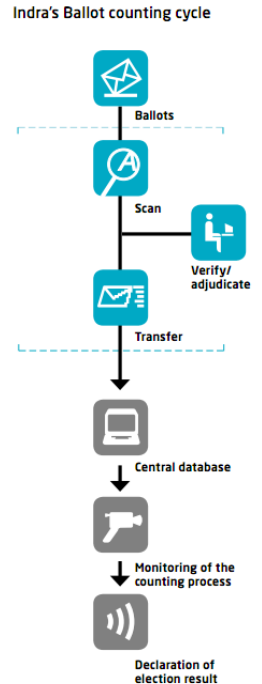 Indra's Ballot counting cycle
Ballots
Scan
Verify/
adjudicate
Transfer
Central database
Monitoring of the
counting process
Declaration of
election result